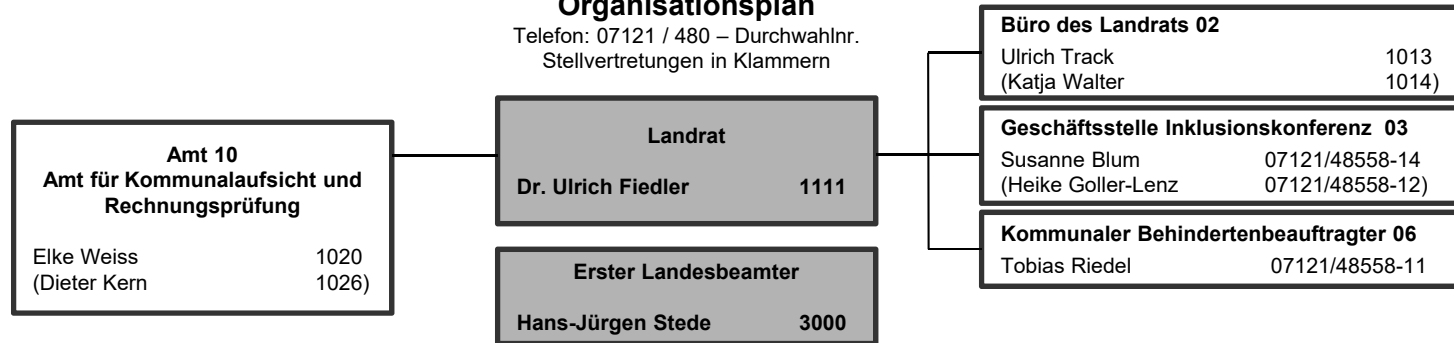 Organisationsplan
Telefon: 07121 / 480 – Durchwahlnr.
Stellvertretungen in Klammern
Amt 10
Amt für Kommunalaufsicht und
Rechnungsprüfung
Elke Weiss 1020
(Dieter Kern 1026)
Landrat
Dr. Ulrich Fiedler 1111
Erster Landesbeamter
Hans-Jürgen Stede 3000
Büro des Landrats 02
Ulrich Track 1013
(Katja Walter 1014)
Geschäftsstelle Inklusionskonferenz 03
Susanne Blum 07121/48558-14
(Heike Goller-Lenz 07121/48558-12)
Kommunaler Behindertenbeauftragter 06
Tobias Riedel 07121/48558-11